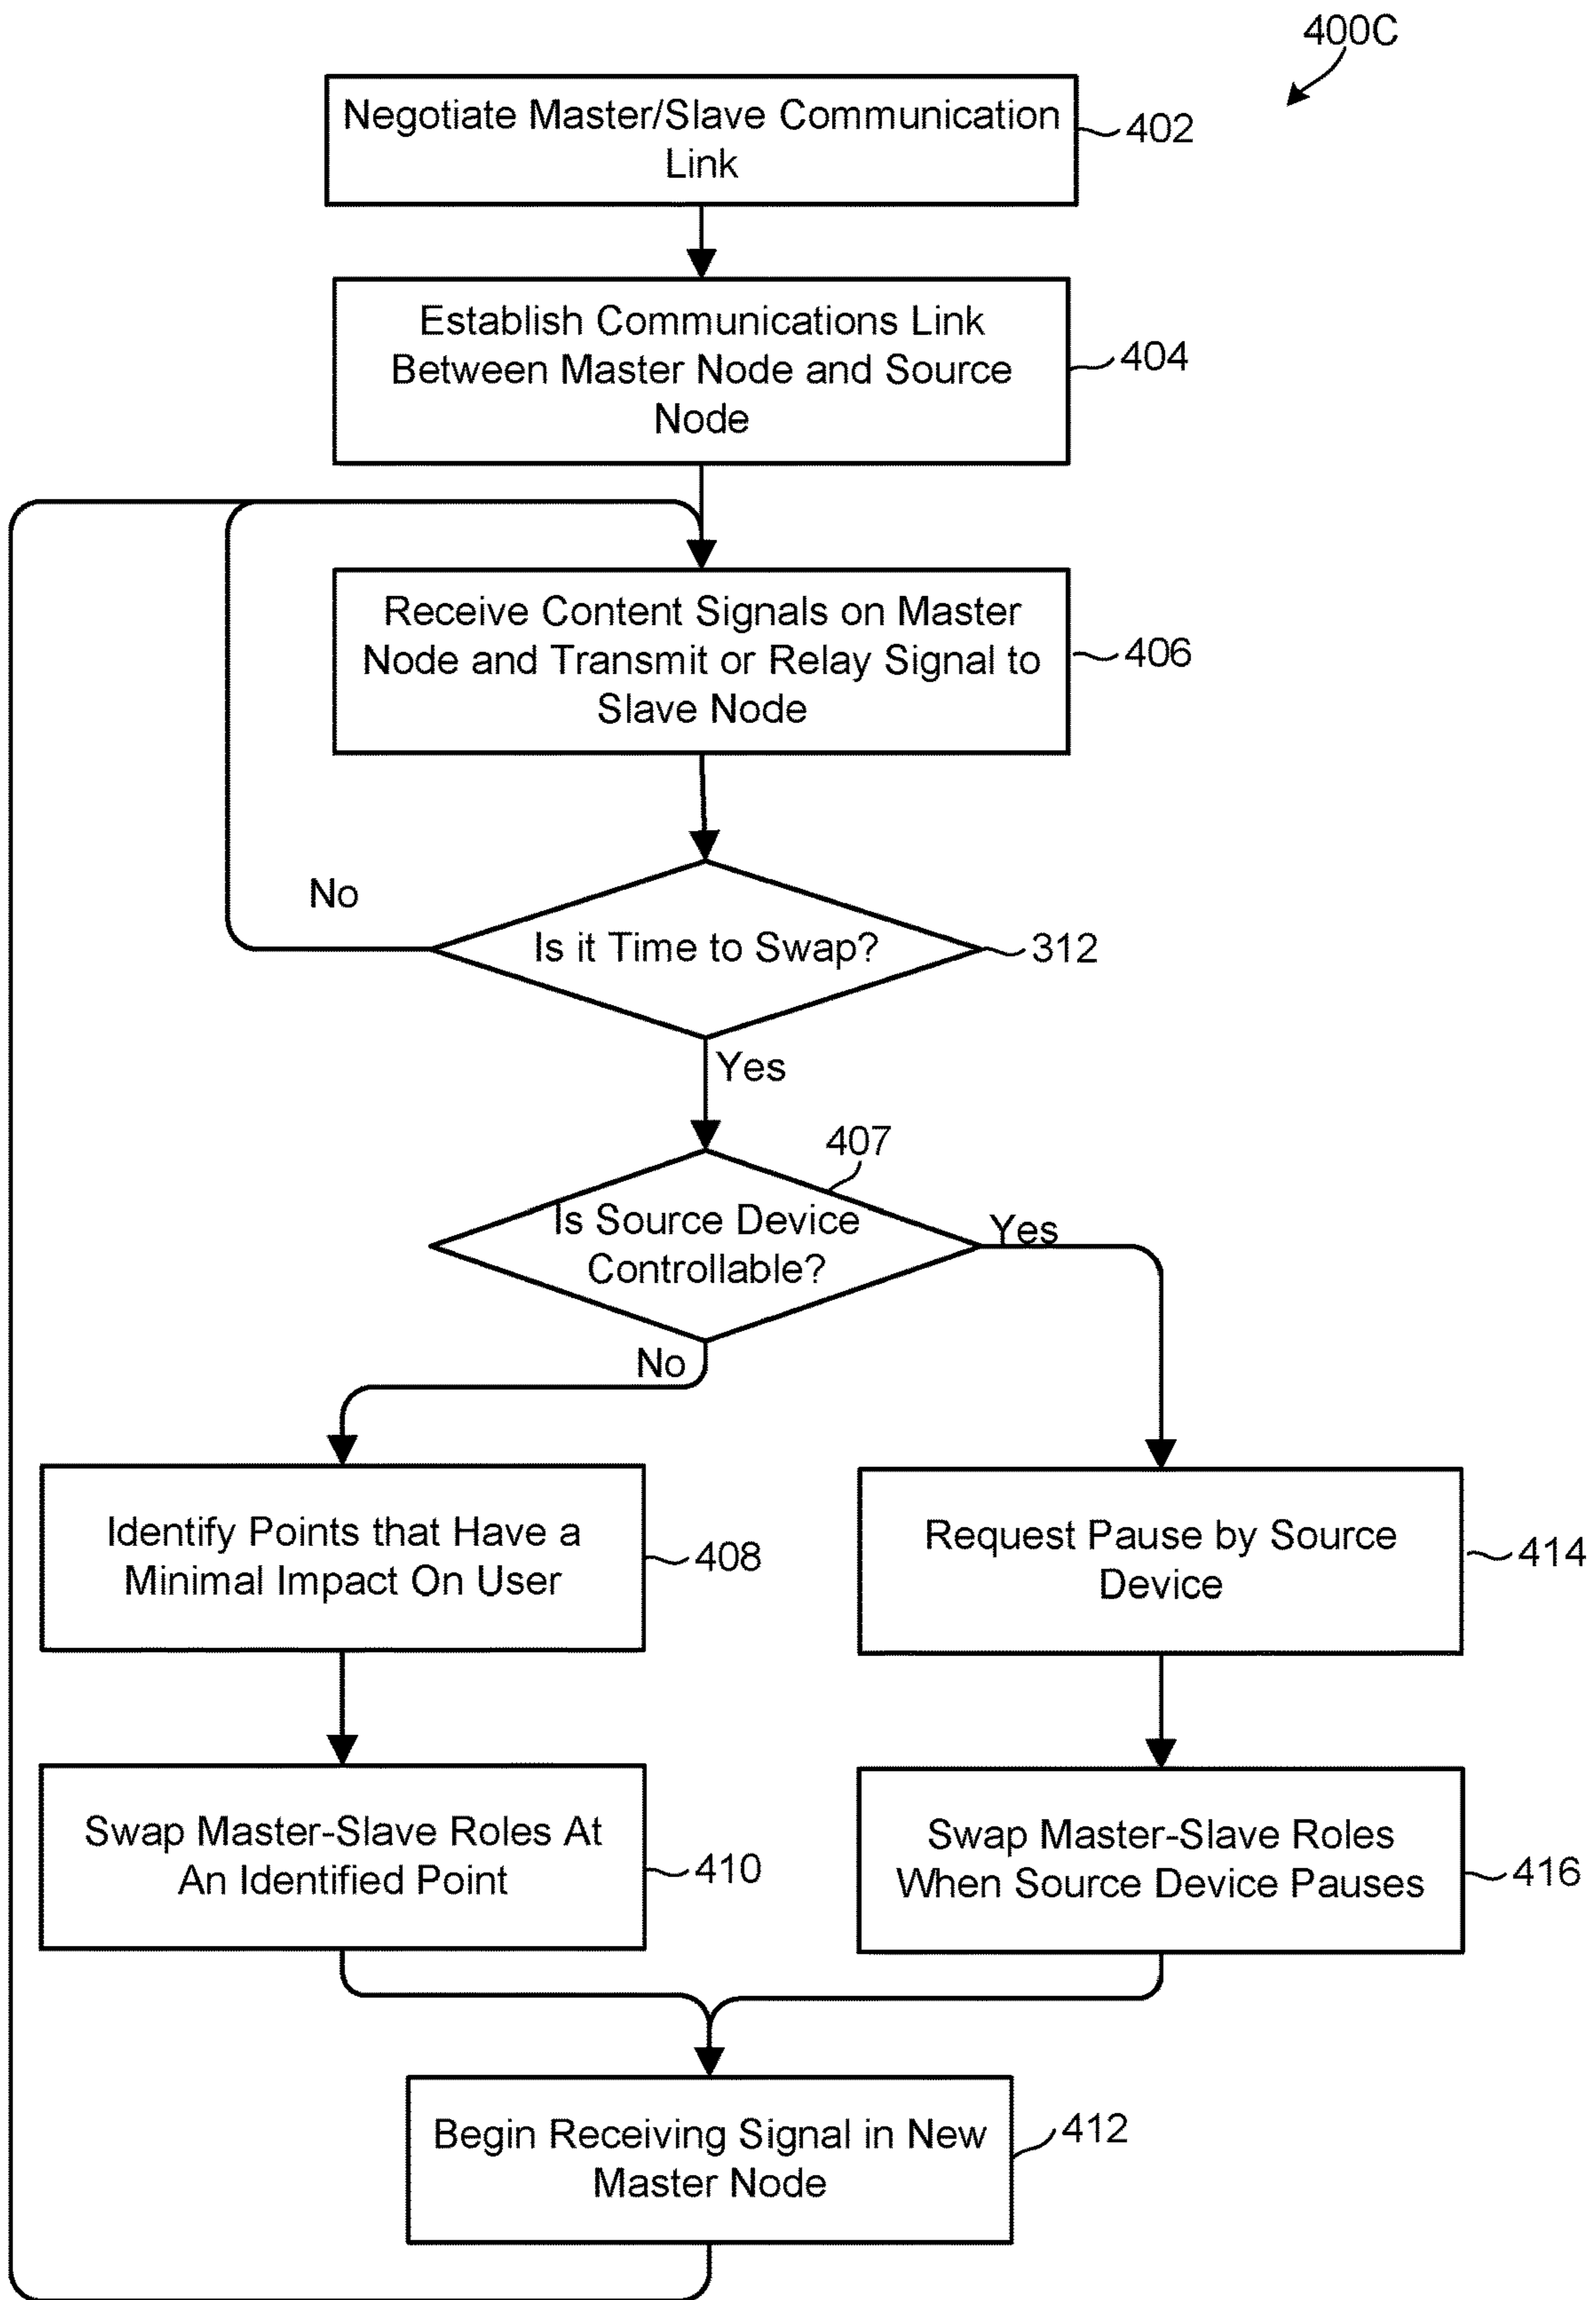 400C
Negotiate Master/Slave Communication
Link
402
Establish Communications Link
Between Master Node and Source
Node
404
Receive Content Signals on Master
Node and Transmit or Relay Signal to
Slave Node
406
No
Is it Time to Swap?
312
Yes
407
Is Source Device
Controllable?
Yes
No
Identify Points that Have a
Minimal Impact On User
408
Request Pause by Source
Device
414
Swap Master-Slave Roles At
An Identified Point
410
Swap Master-Slave Roles
When Source Device Pauses
416
Begin Receiving Signal in New
Master Node
412